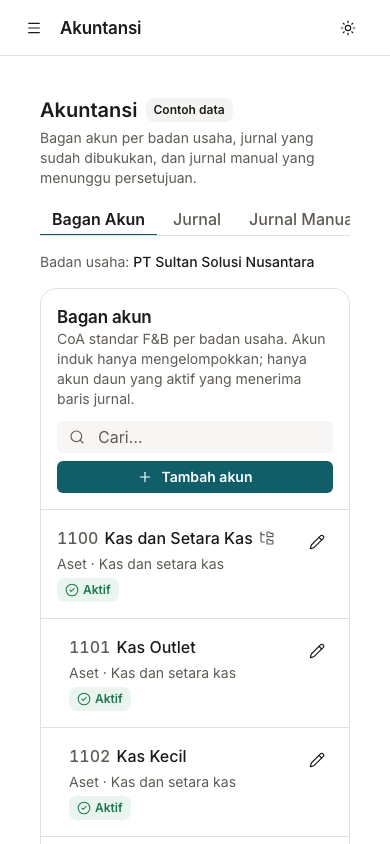 Akuntansi
Akuntansi
Contoh data
Bagan akun per badan usaha, jurnal yang
sudah dibukukan, dan jurnal manual yang
menunggu persetujuan.
Bagan Akun
Jurnal
Jurnal Manua
Badan usaha: PT Sultan Solusi Nusantara
Bagan akun
CoA standar F&B per badan usaha. Akun
induk hanya mengelompokkan; hanya
akun daun yang aktif yang menerima
baris jurnal.
Cari...
Tambah akun
1100 Kas dan Setara Kas
Aset · Kas dan setara kas
Aktif
1101 Kas Outlet
Aset · Kas dan setara kas
Aktif
1102 Kas Kecil
Aset · Kas dan setara kas
Aktif